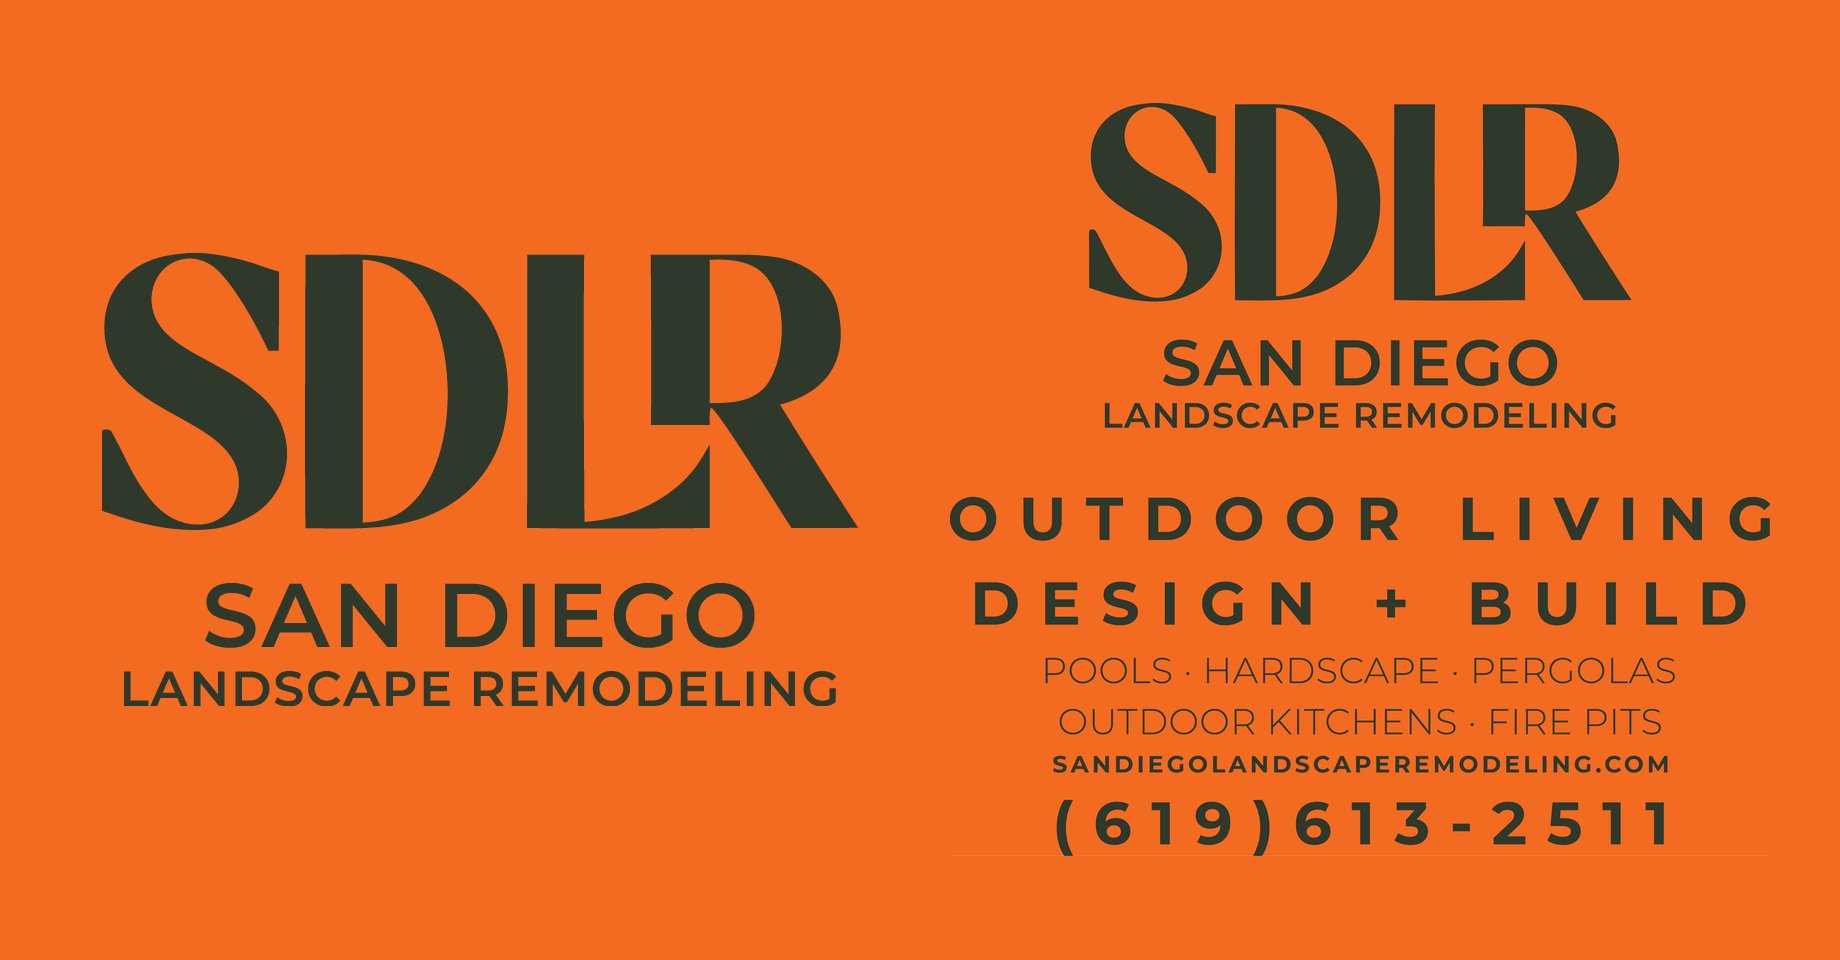 SDLR
SAN DIEGO
LANDSCAPE REMODELING
SDLR
SAN DIEGO
LANDSCAPE REMODELING
OUTDOOR LIVING
DESIGN + BUILD
POOLS · HARDSCAPE · PERGOLAS
OUTDOOR KITCHENS · FIRE PITS
SANDIEGOLANDSCAPEREMODELING.COM
(619)613-2511